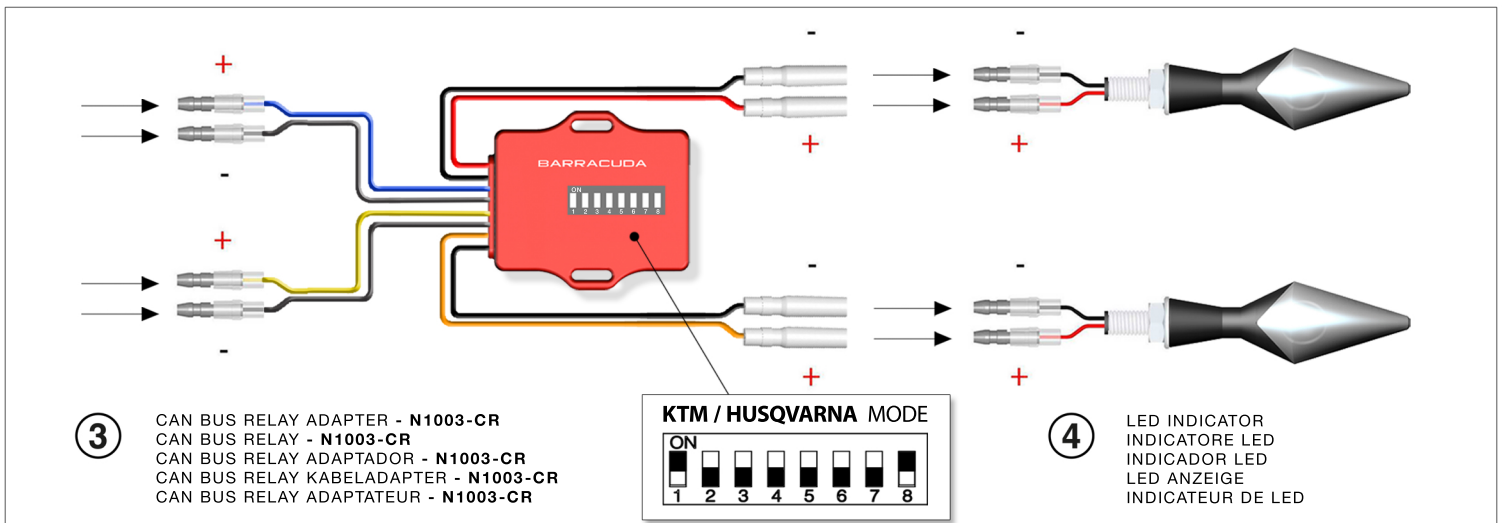 +
-
-
-
+
+
BARRACUDA
ON
1 2 3 4 5 6 7 8
+
-
-
-
+
+
KTM / HUSQVARNA MODE
ON
1 2 3 4 5 6 7 8
3
CAN BUS RELAY ADAPTER - N1003-CR
CAN BUS RELAY - N1003-CR
CAN BUS RELAY ADAPTADOR - N1003-CR
CAN BUS RELAY KABELADAPTER - N1003-CR
CAN BUS RELAY ADAPTATEUR - N1003-CR
4
LED INDICATOR
INDICATORE LED
INDICADOR LED
LED ANZEIGE
INDICATEUR DE LED